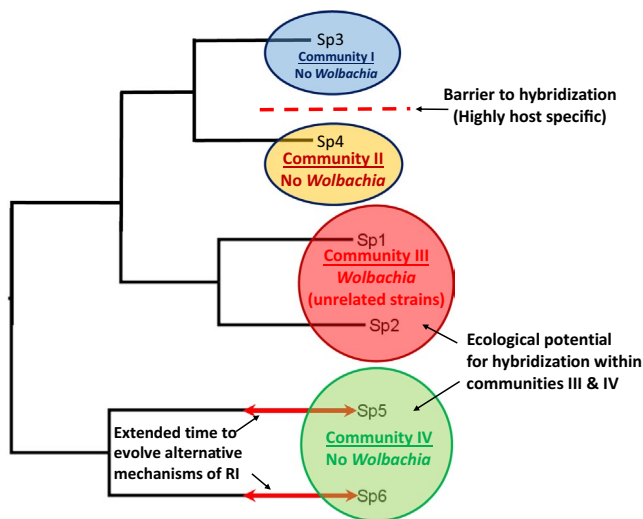 Sp3
Community I
No Wolbachia
Barrier to hybridization
(Highly host specific)
Sp4
Community II
No Wolbachia
Sp1
Community III
Wolbachia
(unrelated strains)
Sp2
Ecological potential
for hybridization within
communities III & IV
Sp5
Extended time to
evolve alternative
mechanisms of RI
Community IV
No Wolbachia
Sp6